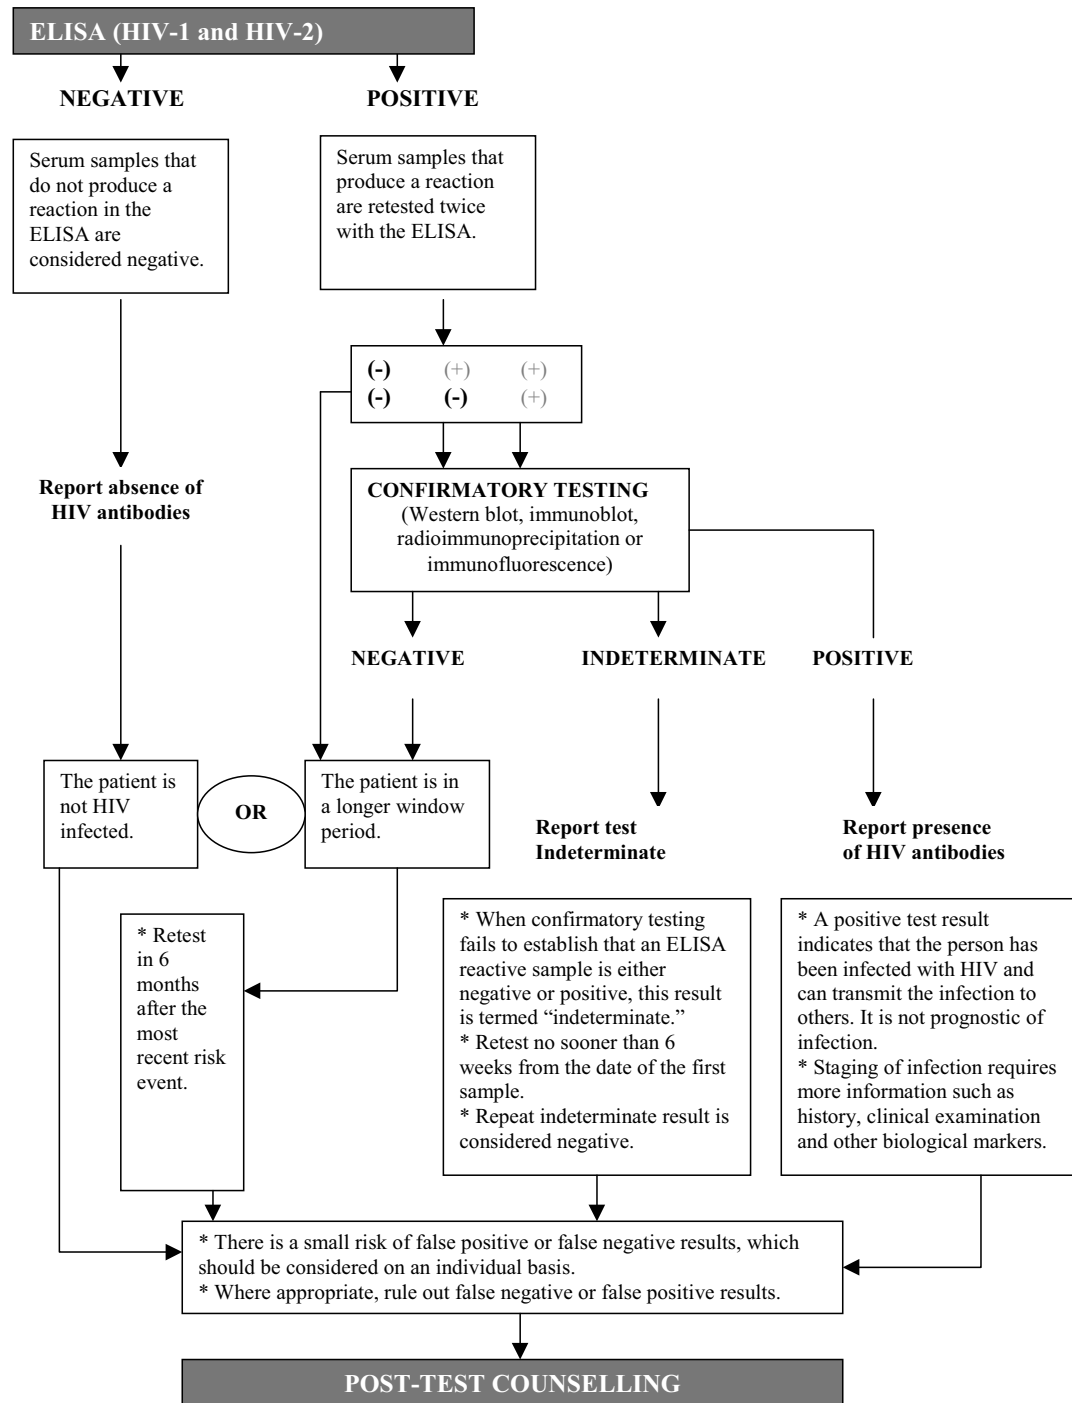 ELISA (HIV-1 and HIV-2)
NEGATIVE
POSITIVE
Serum samples that
do not produce a
reaction in the
ELISA are
considered negative.
Serum samples that
produce a reaction
are retested twice
with the ELISA.
(-) (+) (+)
(-) (-) (+)
Report absence of
HIV antibodies
CONFIRMATORY TESTING
(Western blot, immunoblot,
radioimmunoprecipitation or
immunofluorescence)
NEGATIVE
INDETERMINATE
POSITIVE
The patient is
not HIV
infected.
OR
The patient is in
a longer window
period.
Report test
Indeterminate
Report presence
of HIV antibodies
* Retest
in 6
months
after the
most
recent risk
event.
* When confirmatory testing
fails to establish that an ELISA
reactive sample is either
negative or positive, this result
is termed “indeterminate.”
* Retest no sooner than 6
weeks from the date of the first
sample.
* Repeat indeterminate result is
considered negative.
* A positive test result
indicates that the person has
been infected with HIV and
can transmit the infection to
others. It is not prognostic of
infection.
* Staging of infection requires
more information such as
history, clinical examination
and other biological markers.
* There is a small risk of false positive or false negative results, which
should be considered on an individual basis.
* Where appropriate, rule out false negative or false positive results.
POST-TEST COUNSELLING